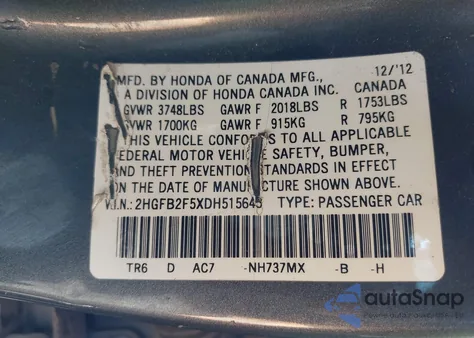 MFD. BY HONDA OF CANADA MFG., 12/'12
A DIVISION OF HONDA CANADA INC. CANADA
GVWR 3748LBS GAWR F 2018LBS R 1753LBS
GVWR 1700KG GAWR F 915KG R 795KG
THIS VEHICLE CONFORMS TO ALL APPLICABLE
FEDERAL MOTOR VEHICLE SAFETY, BUMPER,
AND THEFT PREVENTION STANDARDS IN EFFECT
ON THE DATE OF MANUFACTURE SHOWN ABOVE.
V.I.N.: 2HGFB2F5XDH515645 TYPE: PASSENGER CAR
TR6 D AC7 -NH737MX -B -H
autoSnap